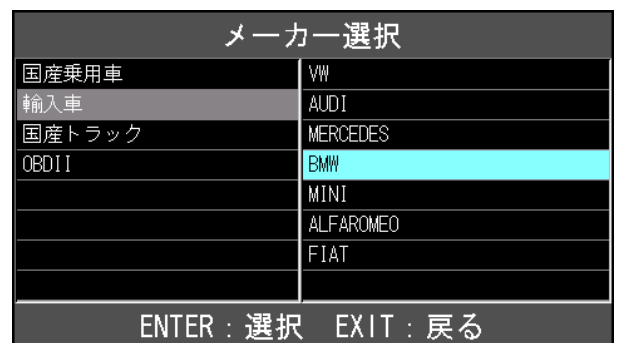 メーカー選択
国産乗用車
輸入車
国産トラック
OBDII
VW
AUDI
MERCEDES
BMW
MINI
ALFAROMEO
FIAT
ENTER：選択　EXIT：戻る